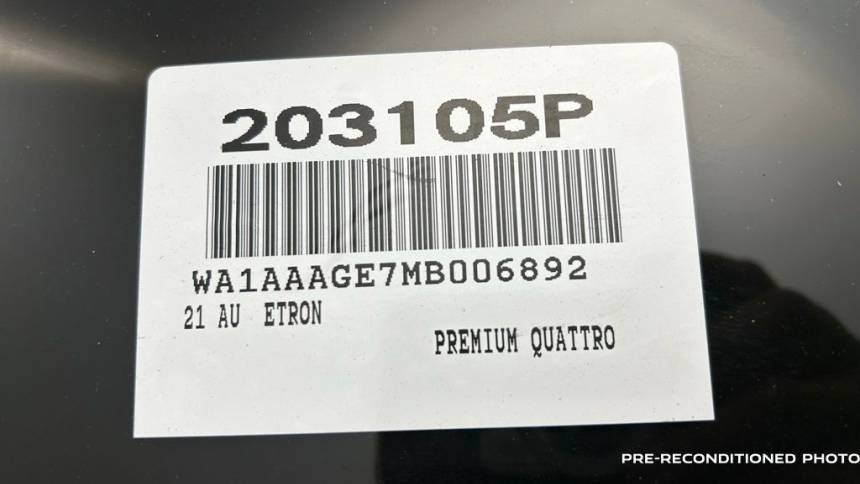 203105P
WA1AAAGE7MB006892
21 AU ETRON
PREMIUM QUATTRO
PRE-RECONDITIONED PHOTO